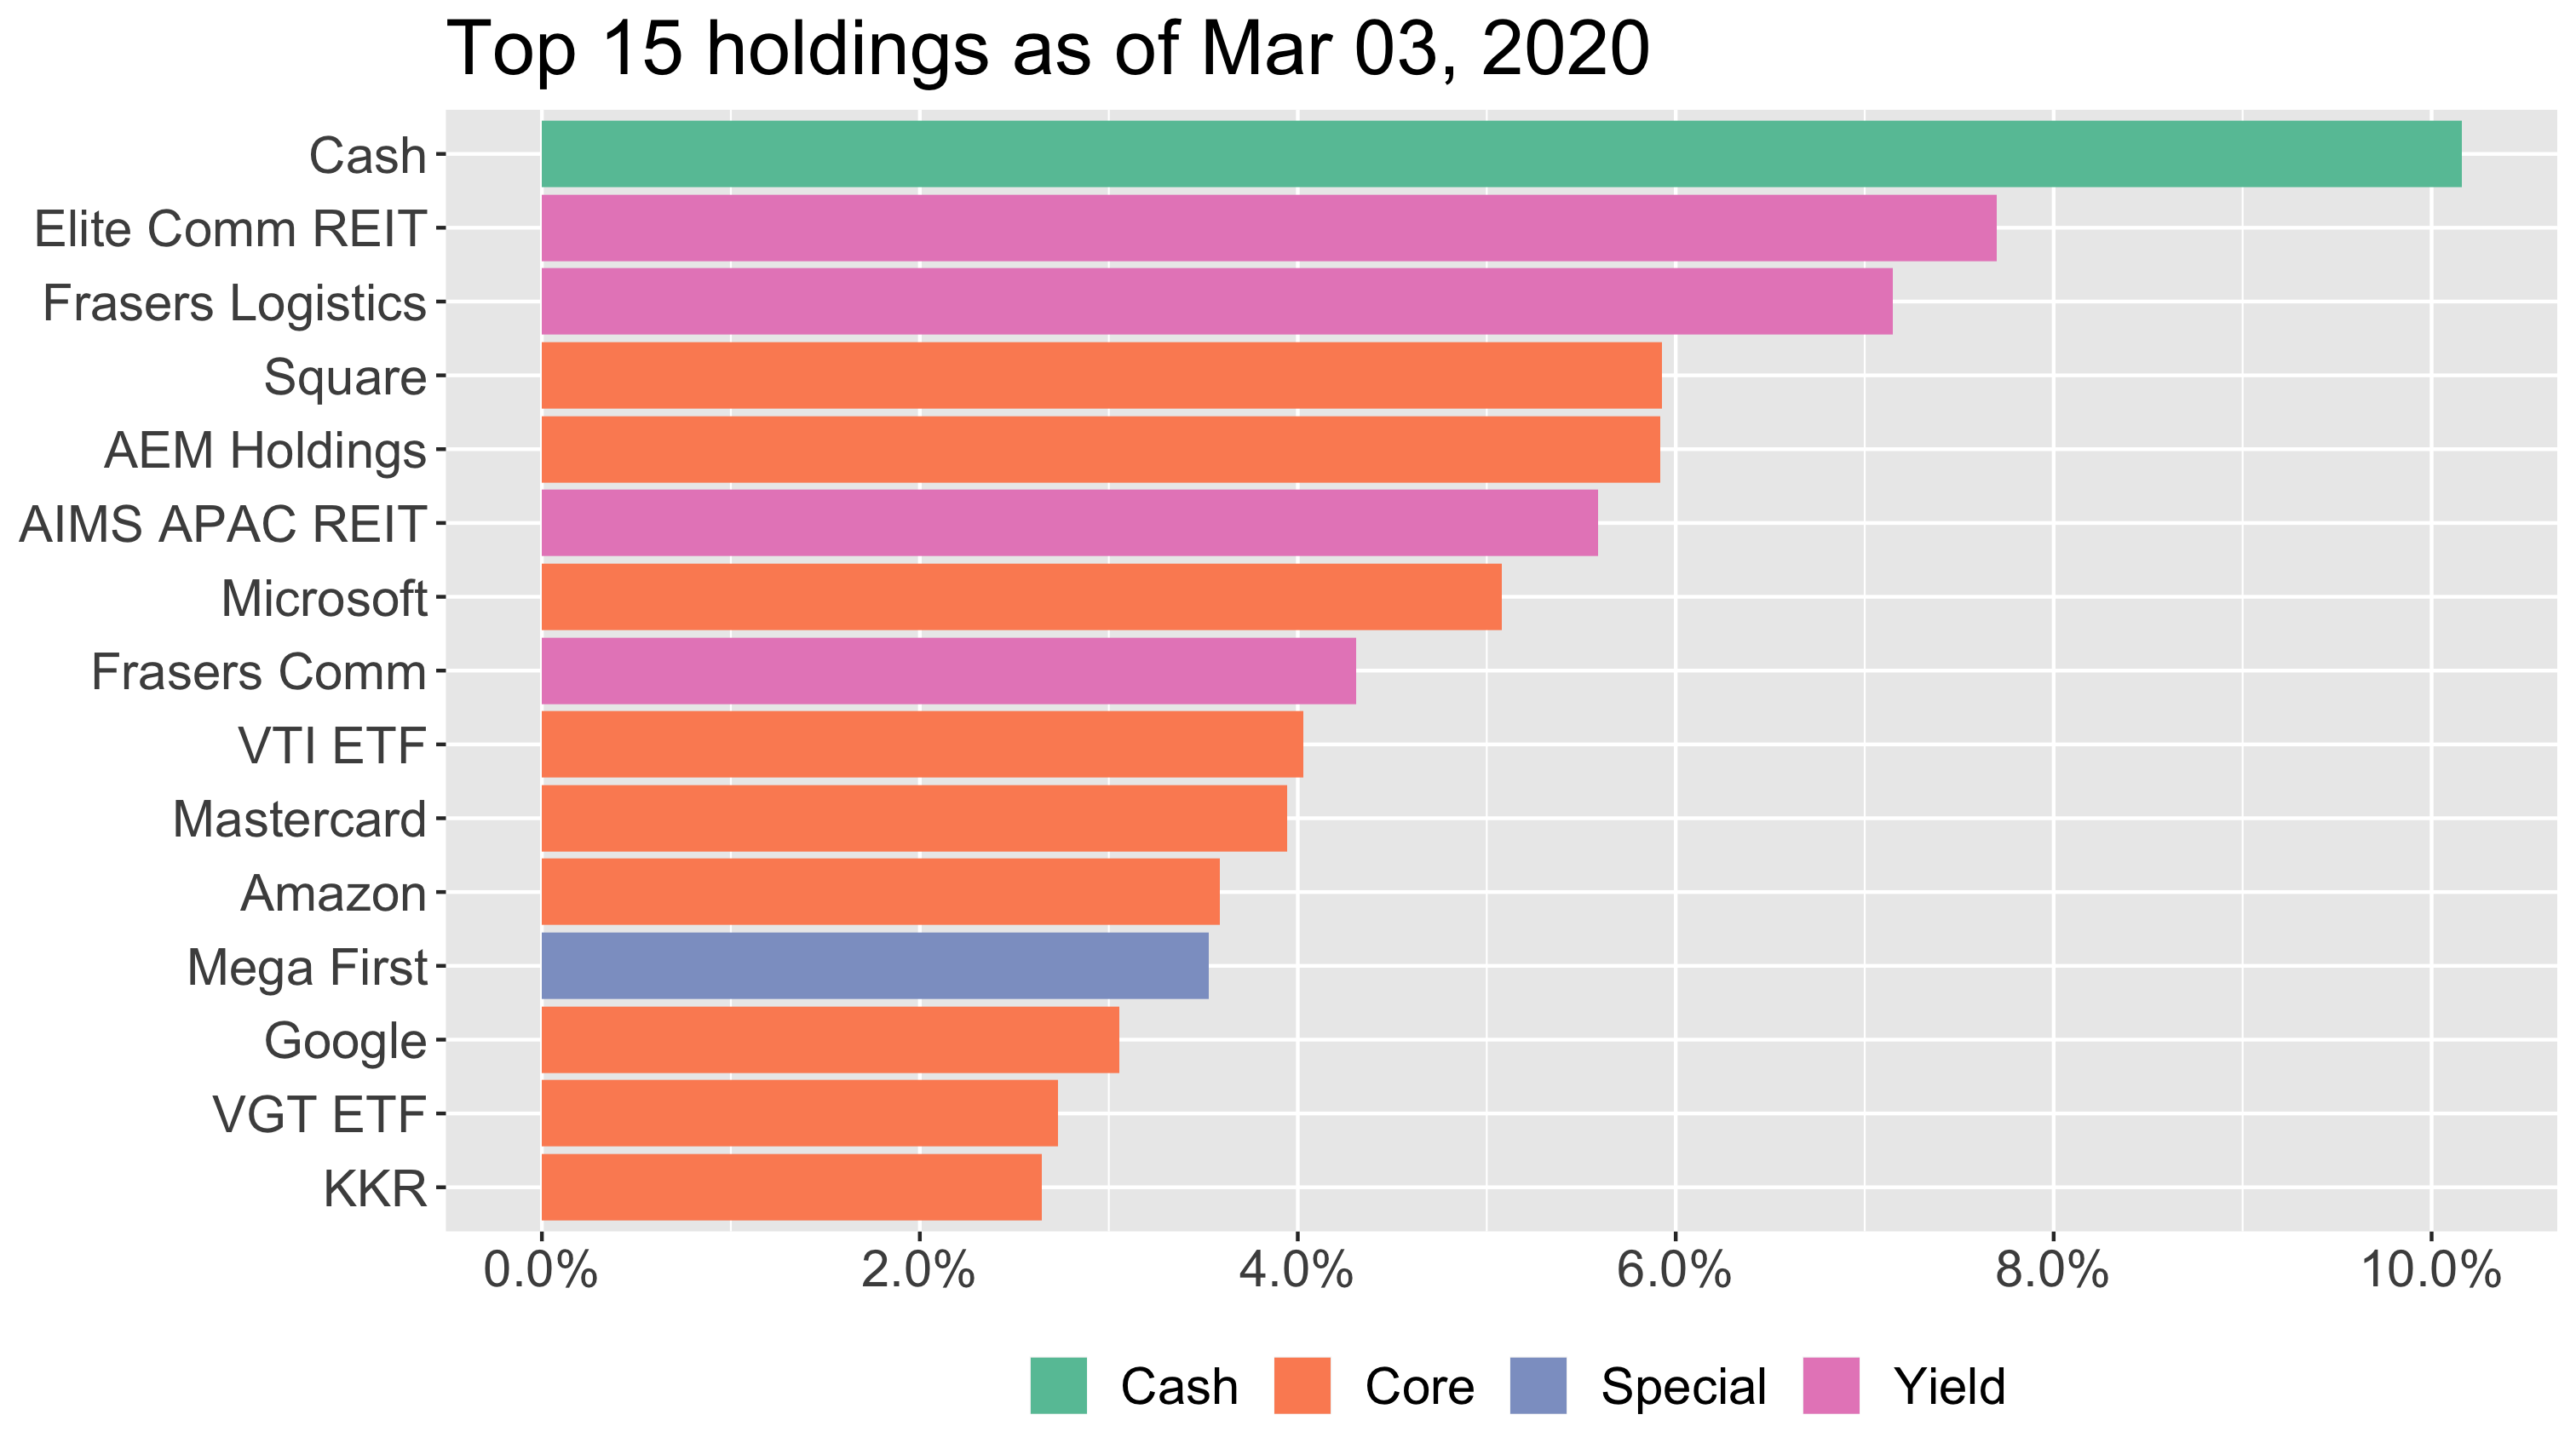 Top 15 holdings as of Mar 03, 2020
Cash
Elite Comm REIT
Frasers Logistics
Square
AEM Holdings
AIMS APAC REIT
Microsoft
Frasers Comm
VTI ETF
Mastercard
Amazon
Mega First
Google
VGT ETF
KKR
0.0% 2.0% 4.0% 6.0% 8.0% 10.0%
Cash Core Special Yield